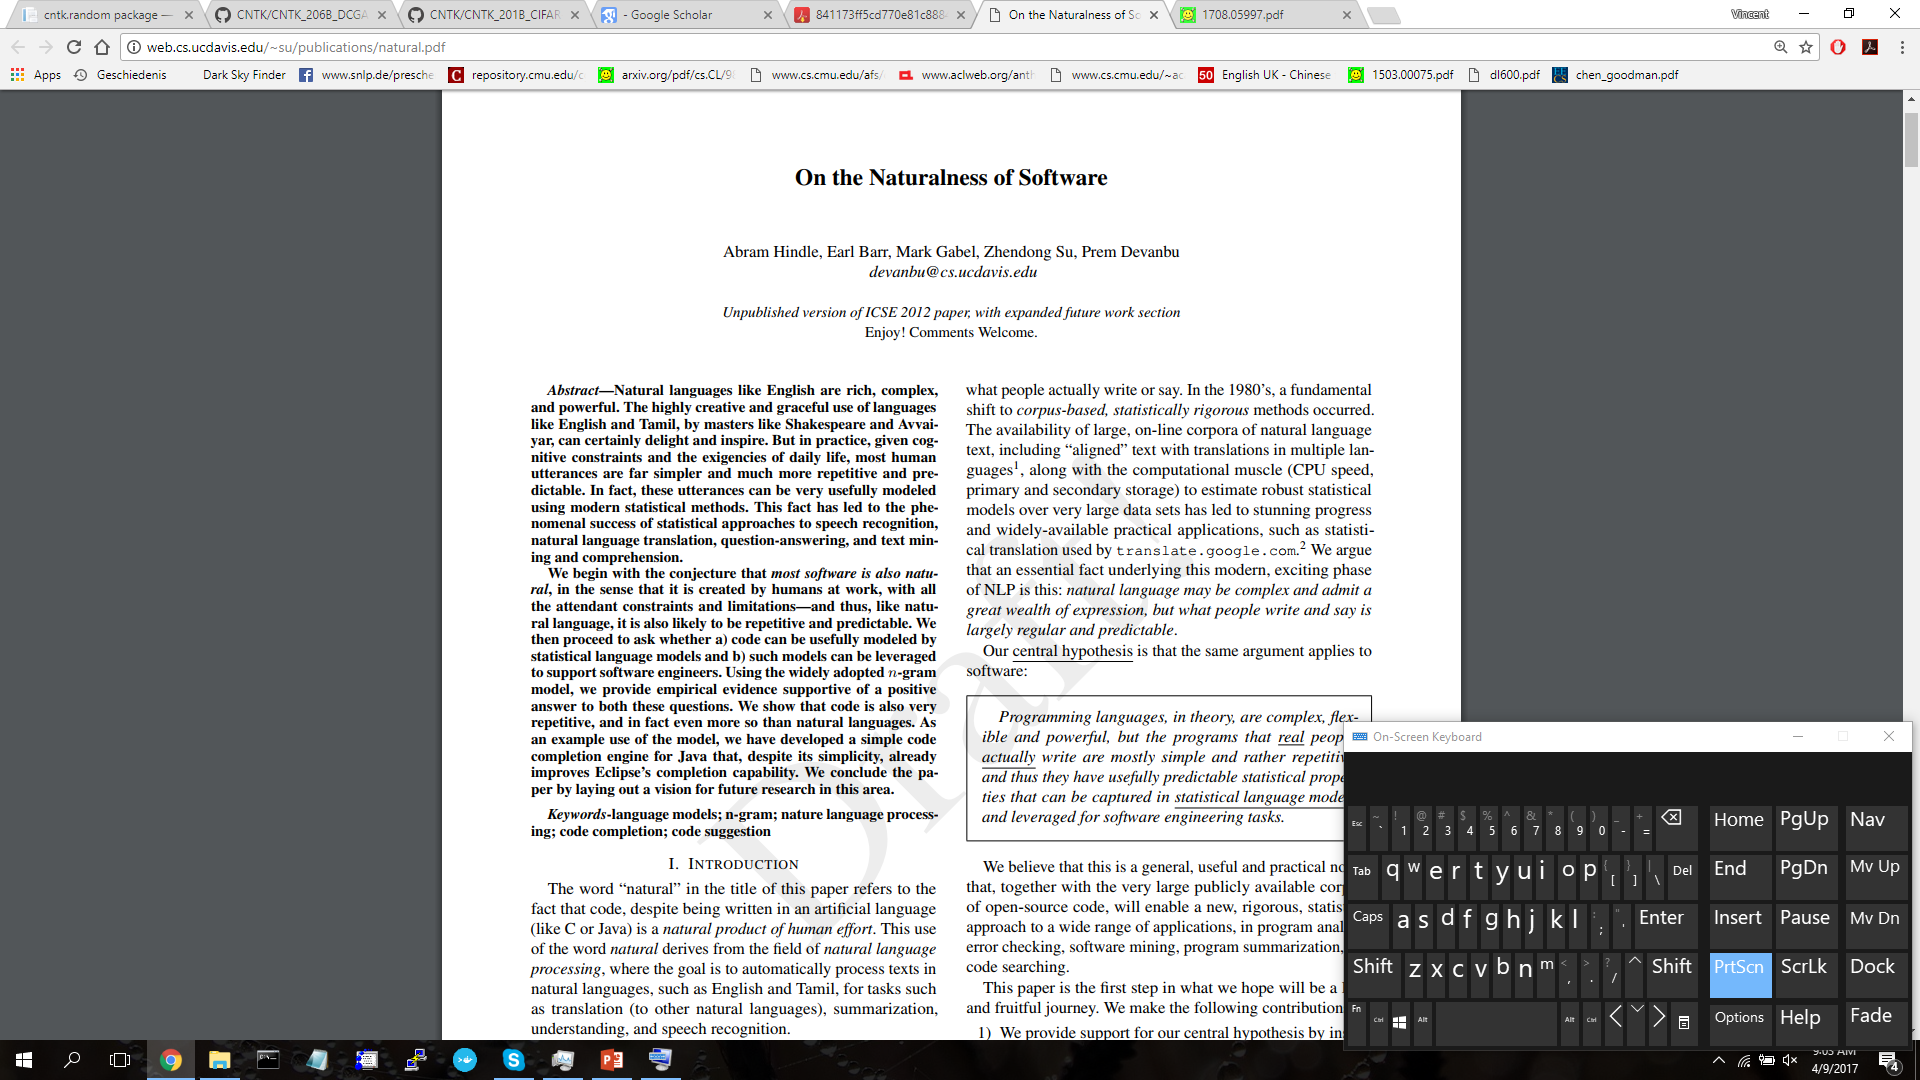 cntk.random package —
CNTK/CNTK_206B_DCGA
CNTK/CNTK_201B_CIFAR
- Google Scholar
841173ff5cd770e81c888
On the Naturalness of So
1708.05997.pdf
Vincent
web.cs.ucdavis.edu/~su/publications/natural.pdf
Apps
Geschiedenis
Dark Sky Finder
www.snlp.de/presche
repository.cmu.edu/c
arxiv.org/pdf/cs.CL/9
www.cs.cmu.edu/afs/
www.aclweb.org/anth
www.cs.cmu.edu/~ac
50 English UK - Chinese
1503.00075.pdf
dl600.pdf
chen_goodman.pdf
On the Naturalness of Software
Abram Hindle, Earl Barr, Mark Gabel, Zhendong Su, Prem Devanbu
devanbu@cs.ucdavis.edu
Unpublished version of ICSE 2012 paper, with expanded future work section
Enjoy! Comments Welcome.
Abstract—Natural languages like English are rich, complex,
and powerful. The highly creative and graceful use of languages
like English and Tamil, by masters like Shakespeare and Avvai-
yar, can certainly delight and inspire. But in practice, given cog-
nitive constraints and the exigencies of daily life, most human
utterances are far simpler and much more repetitive and pre-
dictable. In fact, these utterances can be very usefully modeled
using modern statistical methods. This fact has led to the phe-
nomenal success of statistical approaches to speech recognition,
natural language translation, question-answering, and text min-
ing and comprehension.
We begin with the conjecture that most software is also natu-
ral, in the sense that it is created by humans at work, with all
the attendant constraints and limitations—and thus, like natu-
ral language, it is also likely to be repetitive and predictable. We
then proceed to ask whether a) code can be usefully modeled by
statistical language models and b) such models can be leveraged
to support software engineers. Using the widely adopted n-gram
model, we provide empirical evidence supportive of a positive
answer to both these questions. We show that code is also very
repetitive, and in fact even more so than natural languages. As
an example use of the model, we have developed a simple code
completion engine for Java that, despite its simplicity, already
improves Eclipse's completion capability. We conclude the pa-
per by laying out a vision for future research in this area.
Keywords-language models; n-gram; nature language process-
ing; code completion; code suggestion
I. INTRODUCTION
The word “natural” in the title of this paper refers to the
fact that code, despite being written in an artificial language
(like C or Java) is a natural product of human effort. This use
of the word natural derives from the field of natural language
processing, where the goal is to automatically process texts in
natural languages, such as English and Tamil, for tasks such
as translation (to other natural languages), summarization,
understanding, and speech recognition.
what people actually write or say. In the 1980's, a fundamental
shift to corpus-based, statistically rigorous methods occurred.
The availability of large, on-line corpora of natural language
text, including “aligned” text with translations in multiple lan-
guages1, along with the computational muscle (CPU speed,
primary and secondary storage) to estimate robust statistical
models over very large data sets has led to stunning progress
and widely-available practical applications, such as statisti-
cal translation used by translate.google.com.2 We argue
that an essential fact underlying this modern, exciting phase
of NLP is this: natural language may be complex and admit a
great wealth of expression, but what people write and say is
largely regular and predictable.
Our central hypothesis is that the same argument applies to
software:
Programming languages, in theory, are complex, flex-
ible and powerful, but the programs that real peop
actually write are mostly simple and rather repetitiv
and thus they have usefully predictable statistical prope
ties that can be captured in statistical language mode
and leveraged for software engineering tasks.
We believe that this is a general, useful and practical no
that, together with the very large publicly available cor
of open-source code, will enable a new, rigorous, statis
approach to a wide range of applications, in program anal
error checking, software mining, program summarization,
code searching.
This paper is the first step in what we hope will be a
and fruitful journey. We make the following contribution
1) We provide support for our central hypothesis by in
Draft!
On-Screen Keyboard
Esc ~ ` ! 1 @ 2 # 3 $ 4 % 5 ^ 6 & 7 * 8 ( 9 ) 0 _ - + = Home PgUp Nav
Tab q w e r t y u i o p { [ } ] | \ Del End PgDn Mv Up
Caps a s d f g h j k l : ; " ' Enter Insert Pause Mv Dn
Shift z x c v b n m < , > . ? / Shift PrtScn ScrLk Dock
Fn Ctrl Alt Alt Ctrl Options Help Fade
9:03 AM
4/9/2017
4